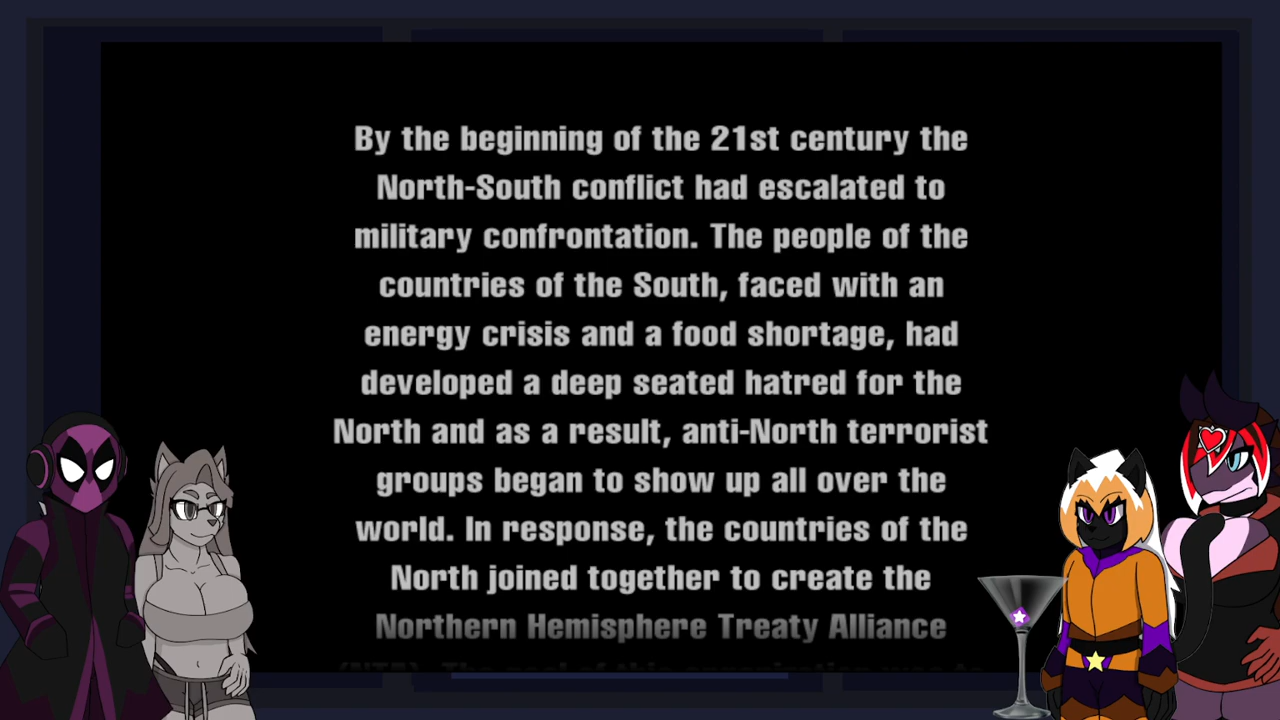 By the beginning of the 21st century the
North-South conflict had escalated to
military confrontation. The people of the
countries of the South, faced with an
energy crisis and a food shortage, had
developed a deep seated hatred for the
North and as a result, anti-North terrorist
groups began to show up all over the
world. In response, the countries of the
North joined together to create the
Northern Hemisphere Treaty Alliance